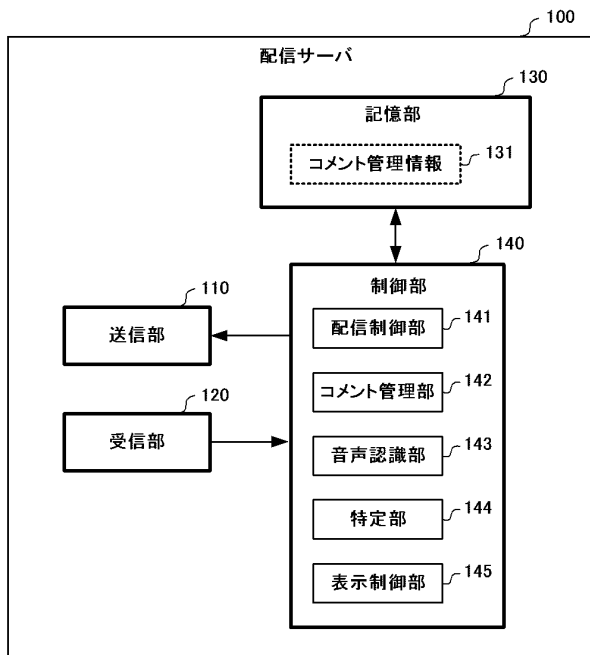 100
配信サーバ
130
記憶部
コメント管理情報
131
140
制御部
110
送信部
配信制御部
141
120
受信部
コメント管理部
142
音声認識部
143
特定部
144
表示制御部
145